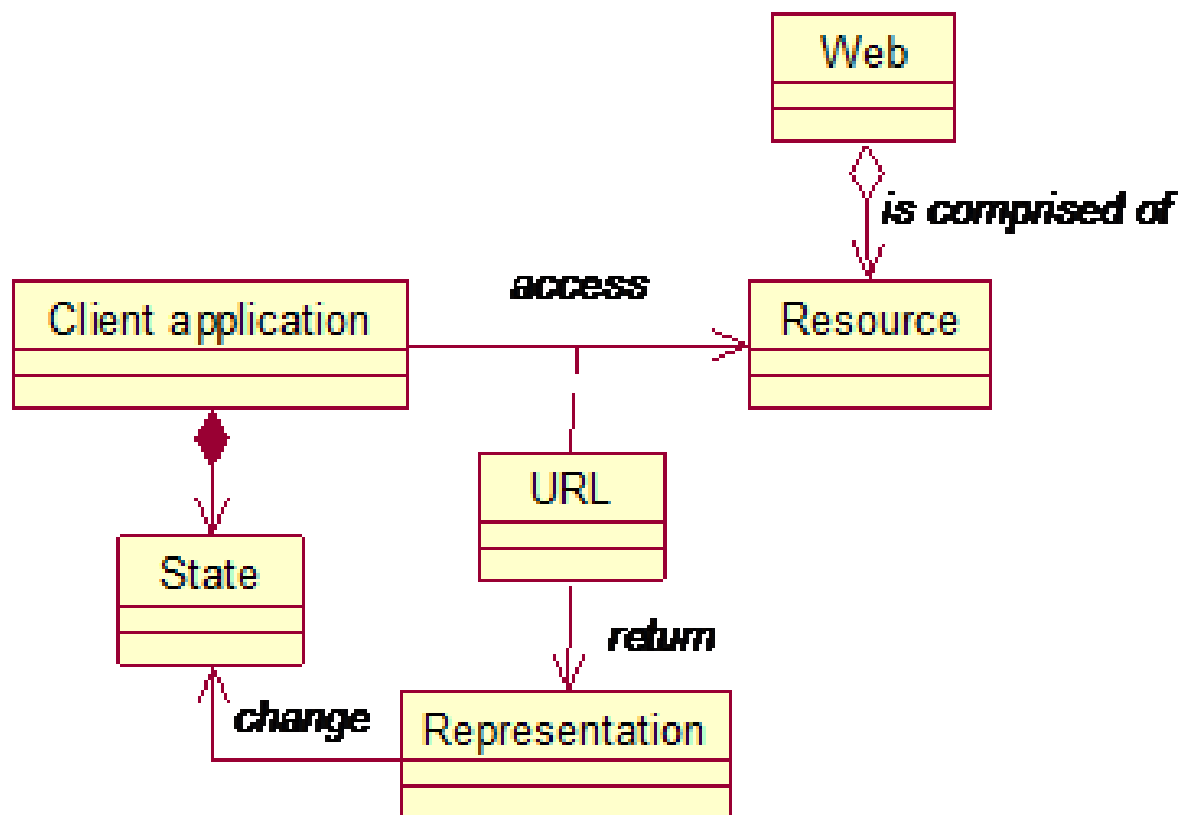 Web
is comprised of
access
Client application
Resource
URL
State
return
change
Representation